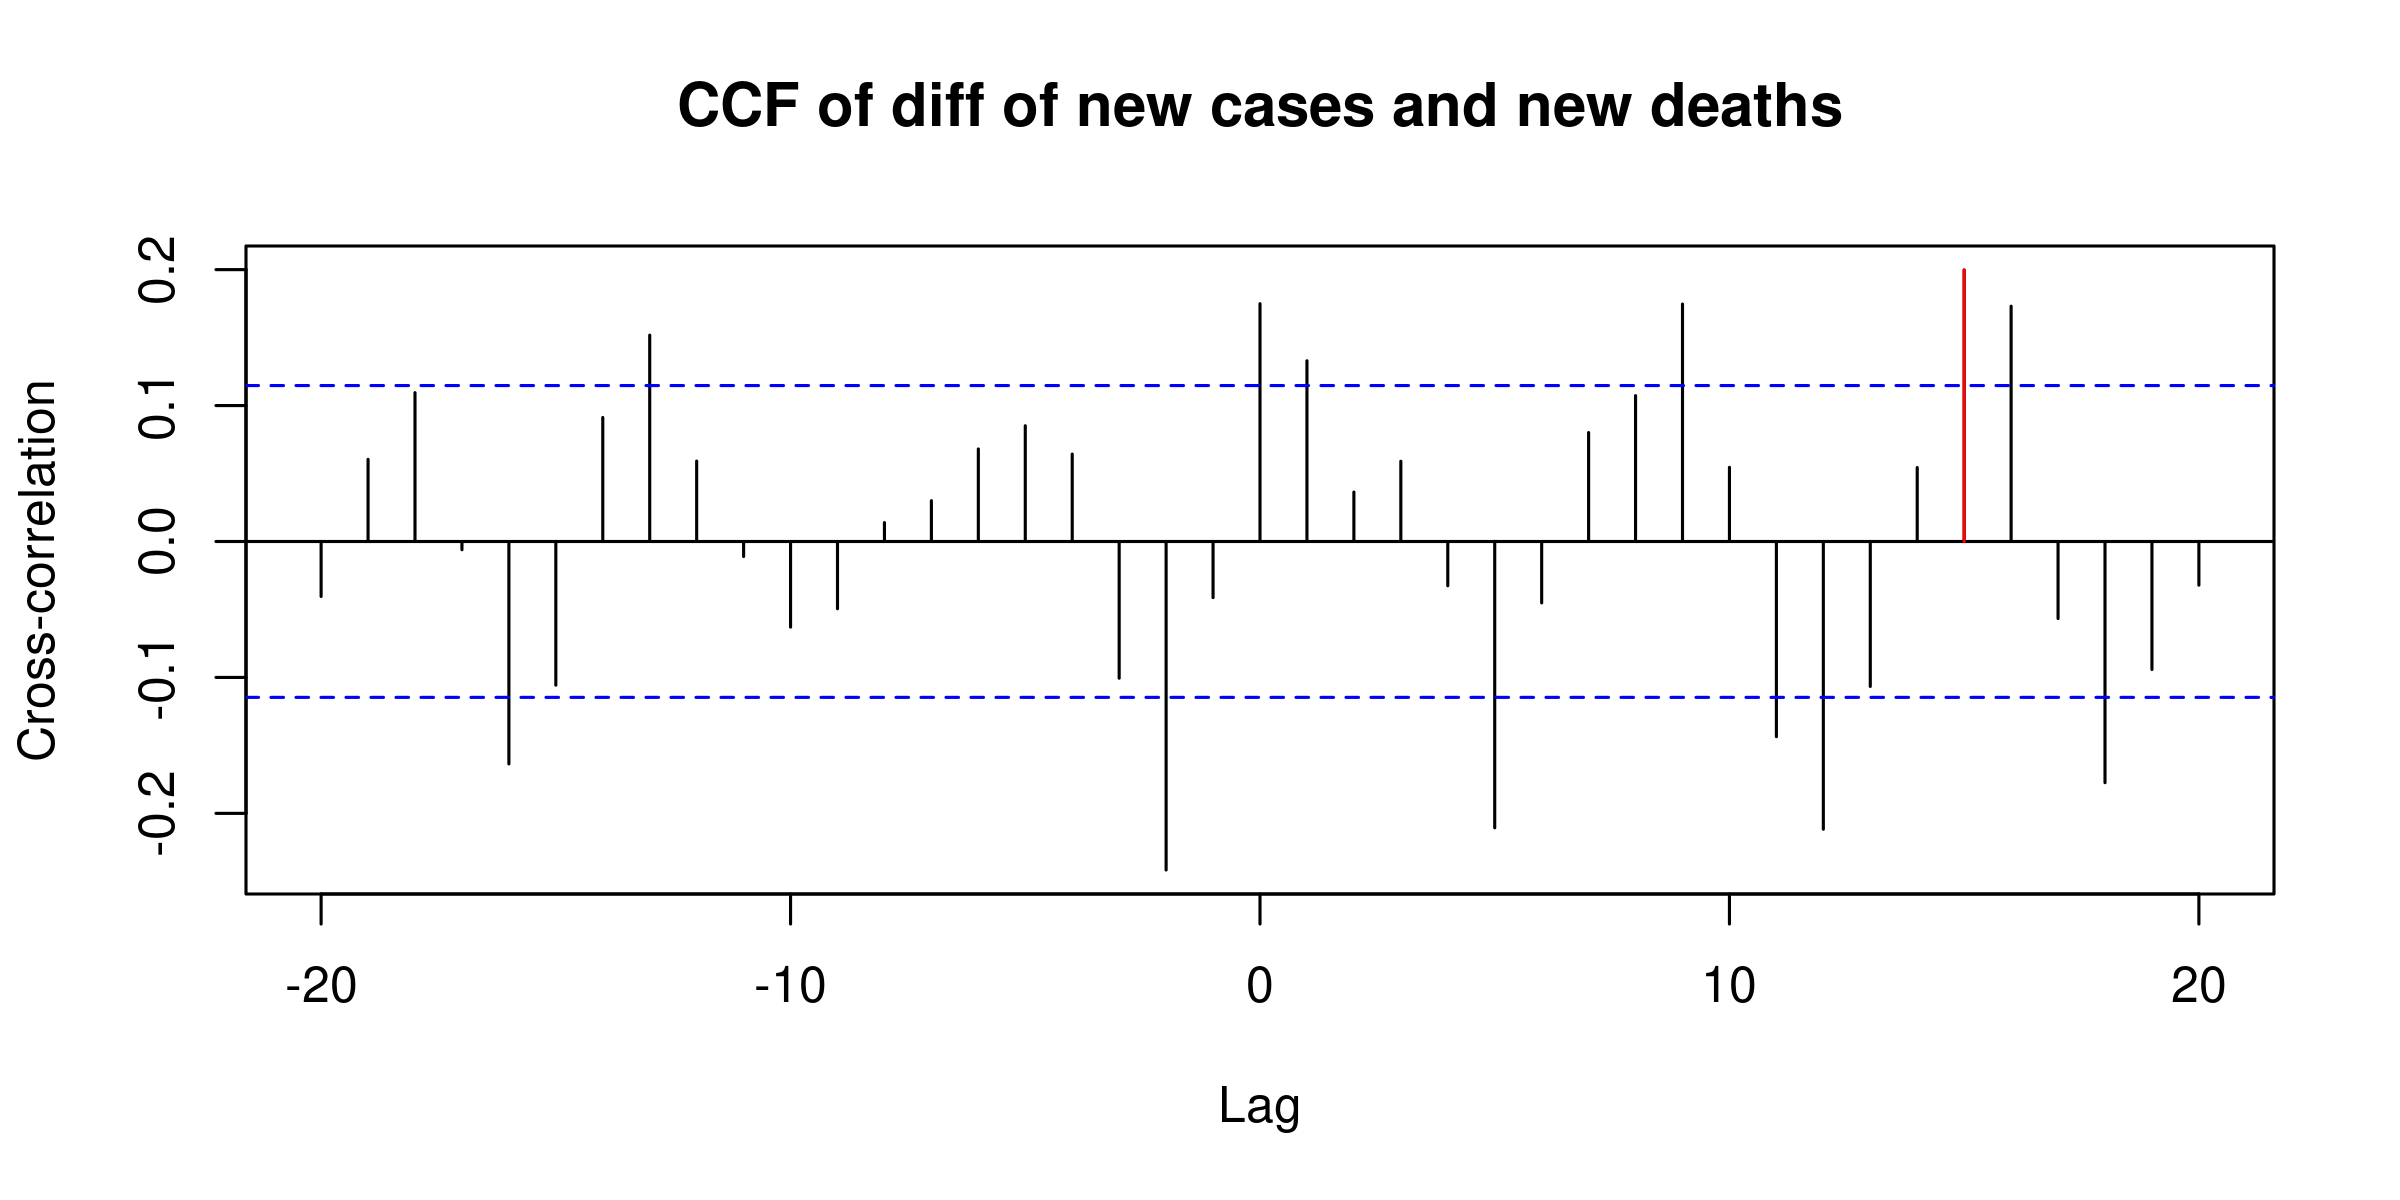 CCF of diff of new cases and new deaths
Cross-correlation
0.2
0.1
0.0
-0.1
-0.2
-20 -10 0 10 20
Lag